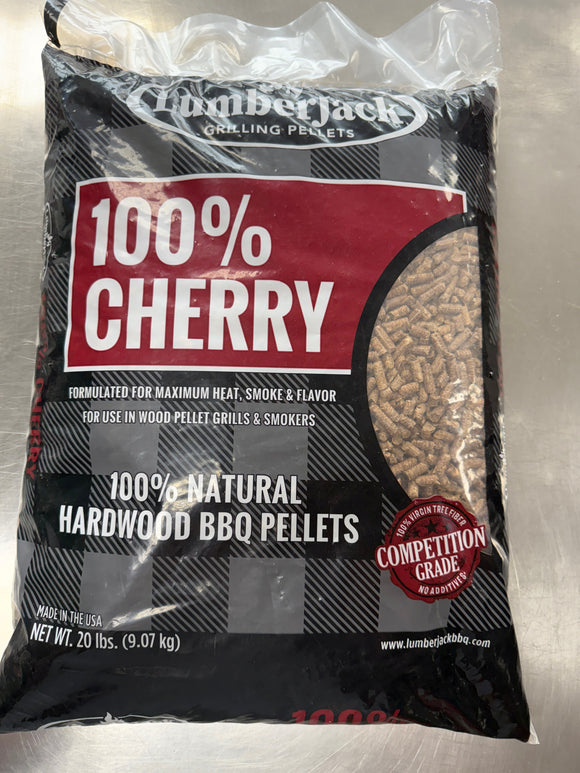 LumberJack
GRILLING PELLETS
100%
CHERRY
FORMULATED FOR MAXIMUM HEAT, SMOKE & FLAVOR
FOR USE IN WOOD PELLET GRILLS & SMOKERS
100% NATURAL
HARDWOOD BBQ PELLETS
100% VIRGIN TREE FIBER
COMPETITION
GRADE
NO ADDITIVES
MADE IN THE USA
NET WT. 20 lbs. (9.07 kg)
www.lumberjackbbq.com
CHERRY
100%